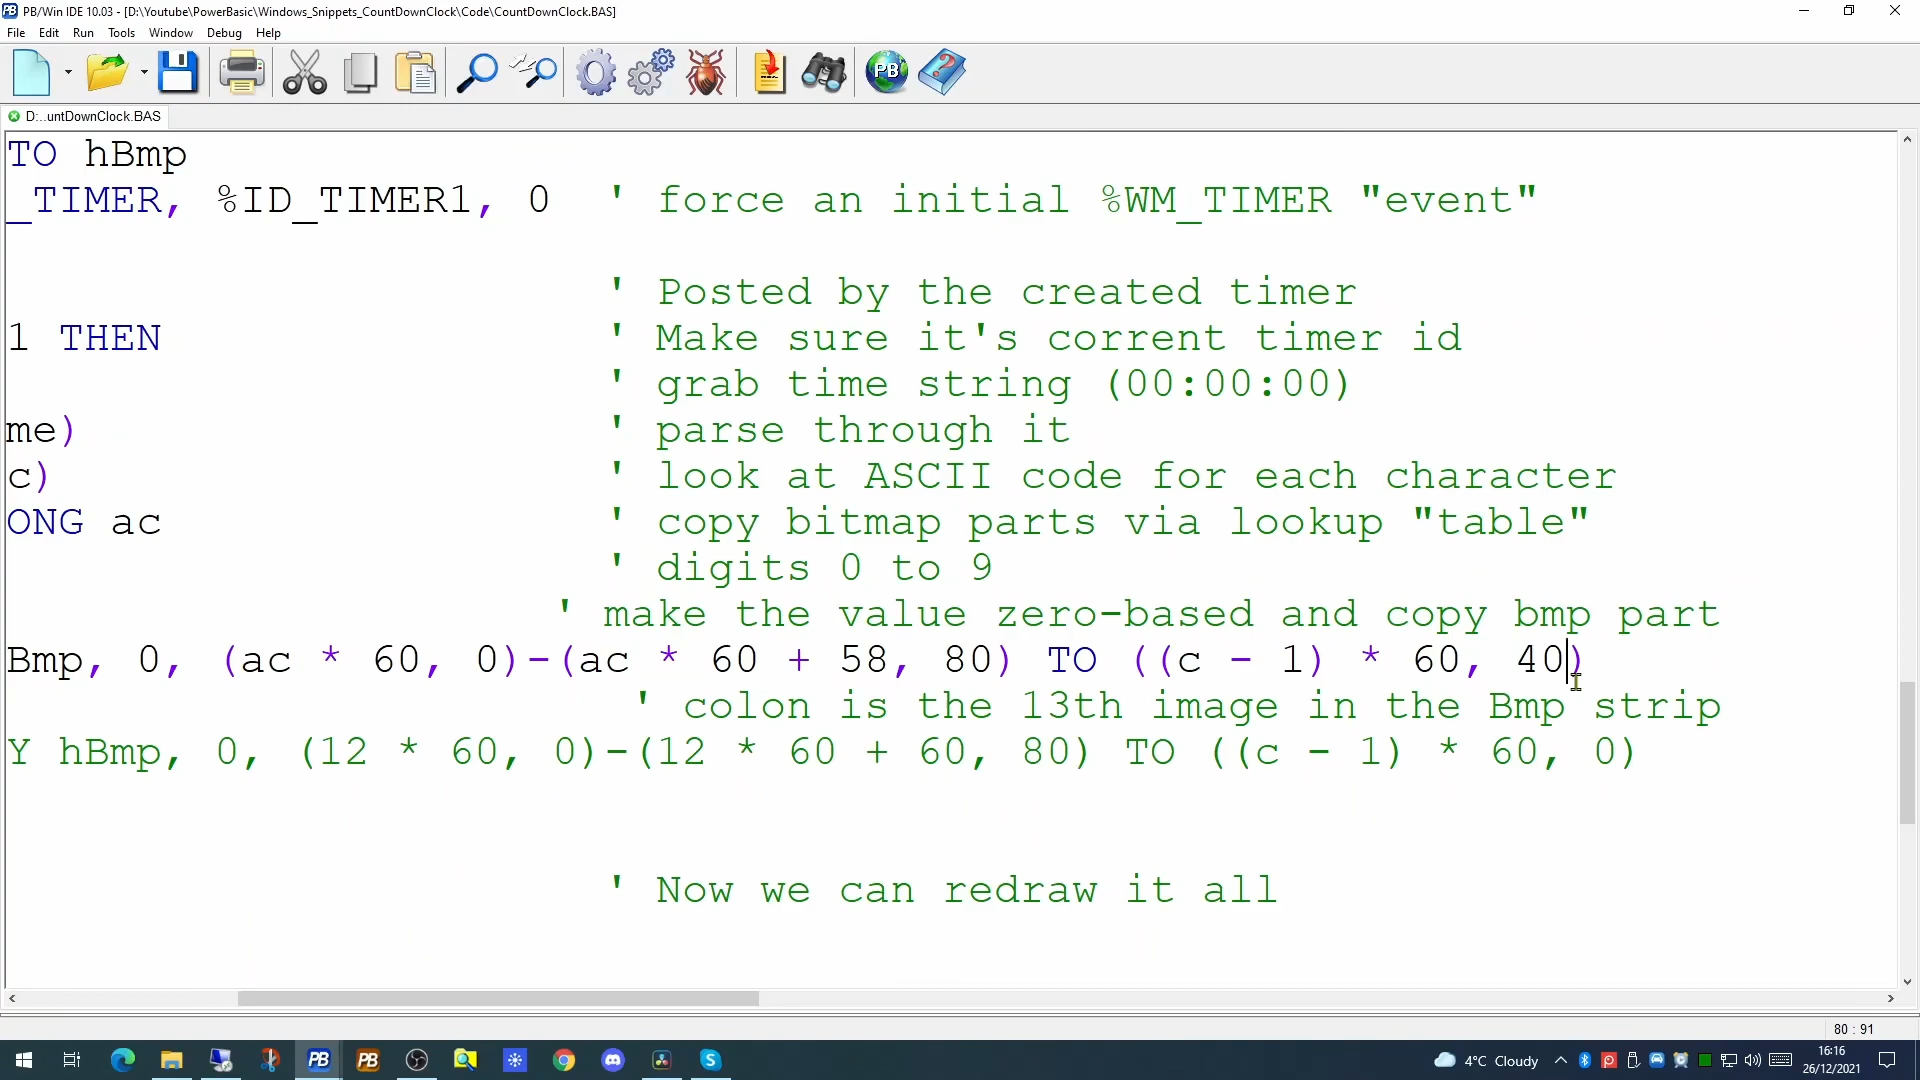 PB/Win IDE 10.03 - [D:\Youtube\PowerBasic\Windows_Snippets_CountDownClock\Code\CountDownClock.BAS]
File Edit Run Tools Window Debug Help
PB
D:..untDownClock.BAS
TO hBmp
_TIMER, %ID_TIMER1, 0 ' force an initial %WM_TIMER "event"
' Posted by the created timer
1 THEN ' Make sure it's corrent timer id
' grab time string (00:00:00)
me) ' parse through it
c) ' look at ASCII code for each character
ONG ac ' copy bitmap parts via lookup "table"
' digits 0 to 9
' make the value zero-based and copy bmp part
Bmp, 0, (ac * 60, 0)-(ac * 60 + 58, 80) TO ((c - 1) * 60, 40)
' colon is the 13th image in the Bmp strip
Y hBmp, 0, (12 * 60, 0)-(12 * 60 + 60, 80) TO ((c - 1) * 60, 0)
' Now we can redraw it all
80 : 91
PB PB 4°C Cloudy 16:16
26/12/2021